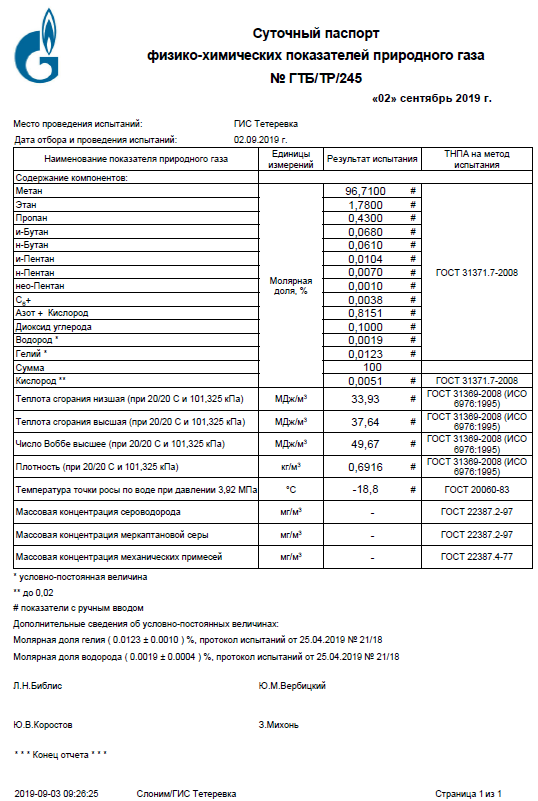 Суточный паспорт
физико-химических показателей природного газа
№ ГТБ/ТР/245
«02» сентябрь 2019 г.
Место проведения испытаний: ГИС Тетеревка
Дата отбора и проведения испытаний: 02.09.2019 г.
Наименование показателя природного газа Единицы измерений Результат испытания ТНПА на метод испытания
Содержание компонентов:
Метан 96,7100 #
Этан 1,7800 #
Пропан 0,4300 #
и-Бутан 0,0680 #
н-Бутан 0,0610 #
и-Пентан 0,0104 #
н-Пентан 0,0070 # ГОСТ 31371.7-2008
нео-Пентан Молярная доля, % 0,0010 #
C6+ 0,0038 #
Азот + Кислород 0,8151 #
Диоксид углерода 0,1000 #
Водород * 0,0019 #
Гелий * 0,0123 #
Сумма 100
Кислород ** 0,0051 # ГОСТ 31371.7-2008
Теплота сгорания низшая (при 20/20 С и 101,325 кПа) МДж/м³ 33,93 # ГОСТ 31369-2008 (ИСО 6976:1995)
Теплота сгорания высшая (при 20/20 С и 101,325 кПа) МДж/м³ 37,64 # ГОСТ 31369-2008 (ИСО 6976:1995)
Число Воббе высшее (при 20/20 С и 101,325 кПа) МДж/м³ 49,67 # ГОСТ 31369-2008 (ИСО 6976:1995)
Плотность (при 20/20 С и 101,325 кПа) кг/м³ 0,6916 # ГОСТ 31369-2008 (ИСО 6976:1995)
Температура точки росы по воде при давлении 3,92 МПа °С -18,8 # ГОСТ 20060-83
Массовая концентрация сероводорода мг/м³ - ГОСТ 22387.2-97
Массовая концентрация меркаптановой серы мг/м³ - ГОСТ 22387.2-97
Массовая концентрация механических примесей мг/м³ - ГОСТ 22387.4-77
* условно-постоянная величина
** до 0,02
# показатели с ручным вводом
Дополнительные сведения об условно-постоянных величинах:
Молярная доля гелия ( 0.0123 ± 0.0010 ) %, протокол испытаний от 25.04.2019 № 21/18
Молярная доля водорода ( 0.0019 ± 0.0004 ) %, протокол испытаний от 25.04.2019 № 21/18
Л.Н.Библис Ю.М.Вербицкий
Ю.В.Коростов З.Михонь
* * * Конец отчета * * *
2019-09-03 09:26:25 Слоним/ГИС Тетеревка Страница 1 из 1